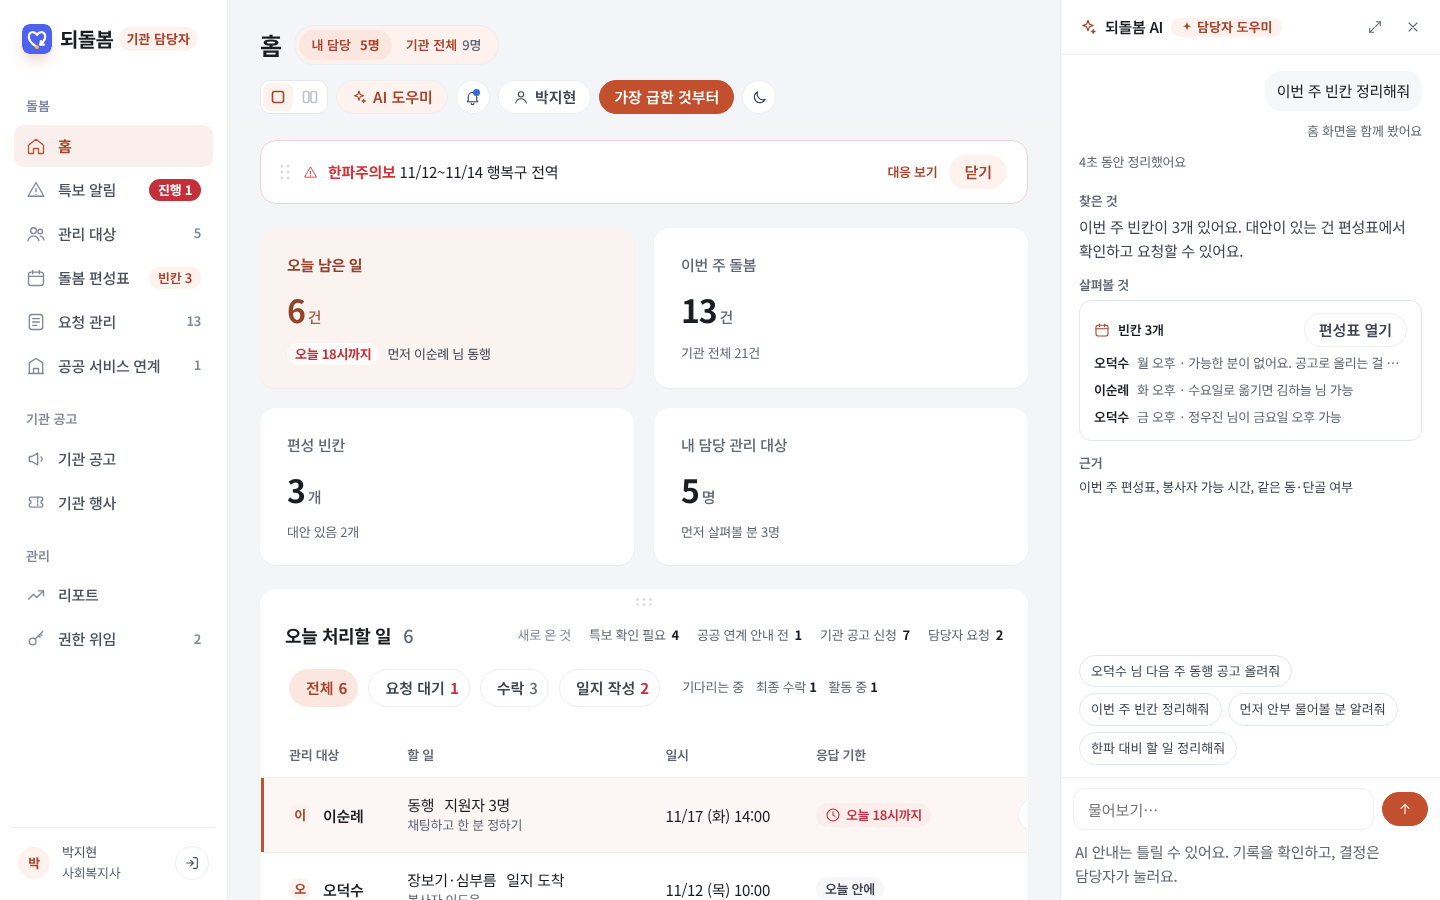 되돌봄 기관 담당자
돌봄
홈
특보 알림 진행 1
관리 대상 5
돌봄 편성표 빈칸 3
요청 관리 13
공공 서비스 연계 1
기관 공고
기관 공고
기관 행사
관리
리포트
권한 위임 2
박 박지현
사회복지사
홈 내 담당 5명 기관 전체 9명
AI 도우미 박지현 가장 급한 것부터
한파주의보 11/12~11/14 행복구 전역 대응 보기 닫기
오늘 남은 일
6건
오늘 18시까지 먼저 이순례 님 동행
이번 주 돌봄
13건
기관 전체 21건
편성 빈칸
3개
대안 있음 2개
내 담당 관리 대상
5명
먼저 살펴볼 분 3명
오늘 처리할 일 6 새로 온 것 특보 확인 필요 4 공공 연계 안내 전 1 기관 공고 신청 7 담당자 요청 2
전체 6 요청 대기 1 수락 3 일지 작성 2 기다리는 중 최종 수락 1 활동 중 1
관리 대상 할 일 일시 응답 기한
이 이순례 동행 지원자 3명 11/17 (화) 14:00 오늘 18시까지
채팅하고 한 분 정하기
오 오덕수 장보기·심부름 일지 도착 11/12 (목) 10:00 오늘 안에
되돌봄 AI 담당자 도우미
이번 주 빈칸 정리해줘
홈 화면을 함께 봤어요
4초 동안 정리했어요
찾은 것
이번 주 빈칸이 3개 있어요. 대안이 있는 건 편성표에서
확인하고 요청할 수 있어요.
살펴볼 것
빈칸 3개 편성표 열기
오덕수 월 오후 · 가능한 분이 없어요. 공고로 올리는 걸 …
이순례 화 오후 · 수요일로 옮기면 김하늘 님 가능
오덕수 금 오후 · 정우진 님이 금요일 오후 가능
근거
이번 주 편성표, 봉사자 가능 시간, 같은 동·단골 여부
오덕수 님 다음 주 동행 공고 올려줘
이번 주 빈칸 정리해줘 먼저 안부 물어볼 분 알려줘
한파 대비 할 일 정리해줘
물어보기…
AI 안내는 틀릴 수 있어요. 기록을 확인하고, 결정은
담당자가 눌러요.